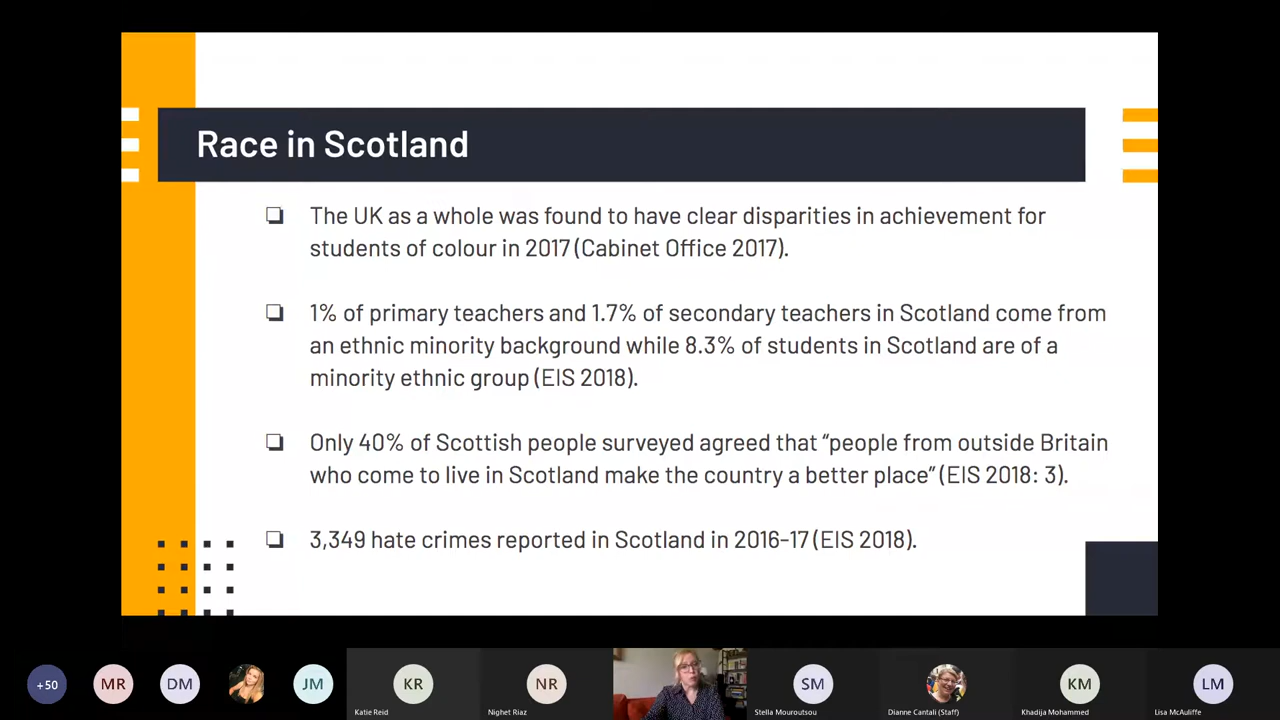 Race in Scotland
❏ The UK as a whole was found to have clear disparities in achievement for
students of colour in 2017 (Cabinet Office 2017).
❏ 1% of primary teachers and 1.7% of secondary teachers in Scotland come from
an ethnic minority background while 8.3% of students in Scotland are of a
minority ethnic group (EIS 2018).
❏ Only 40% of Scottish people surveyed agreed that “people from outside Britain
who come to live in Scotland make the country a better place” (EIS 2018: 3).
❏ 3,349 hate crimes reported in Scotland in 2016-17 (EIS 2018).
+50 MR DM JM KR NR SM KM LM
Katie Reid Nighet Riaz Stella Mouroutsou Dianne Cantali (Staff) Khadija Mohammed Lisa McAuliffe